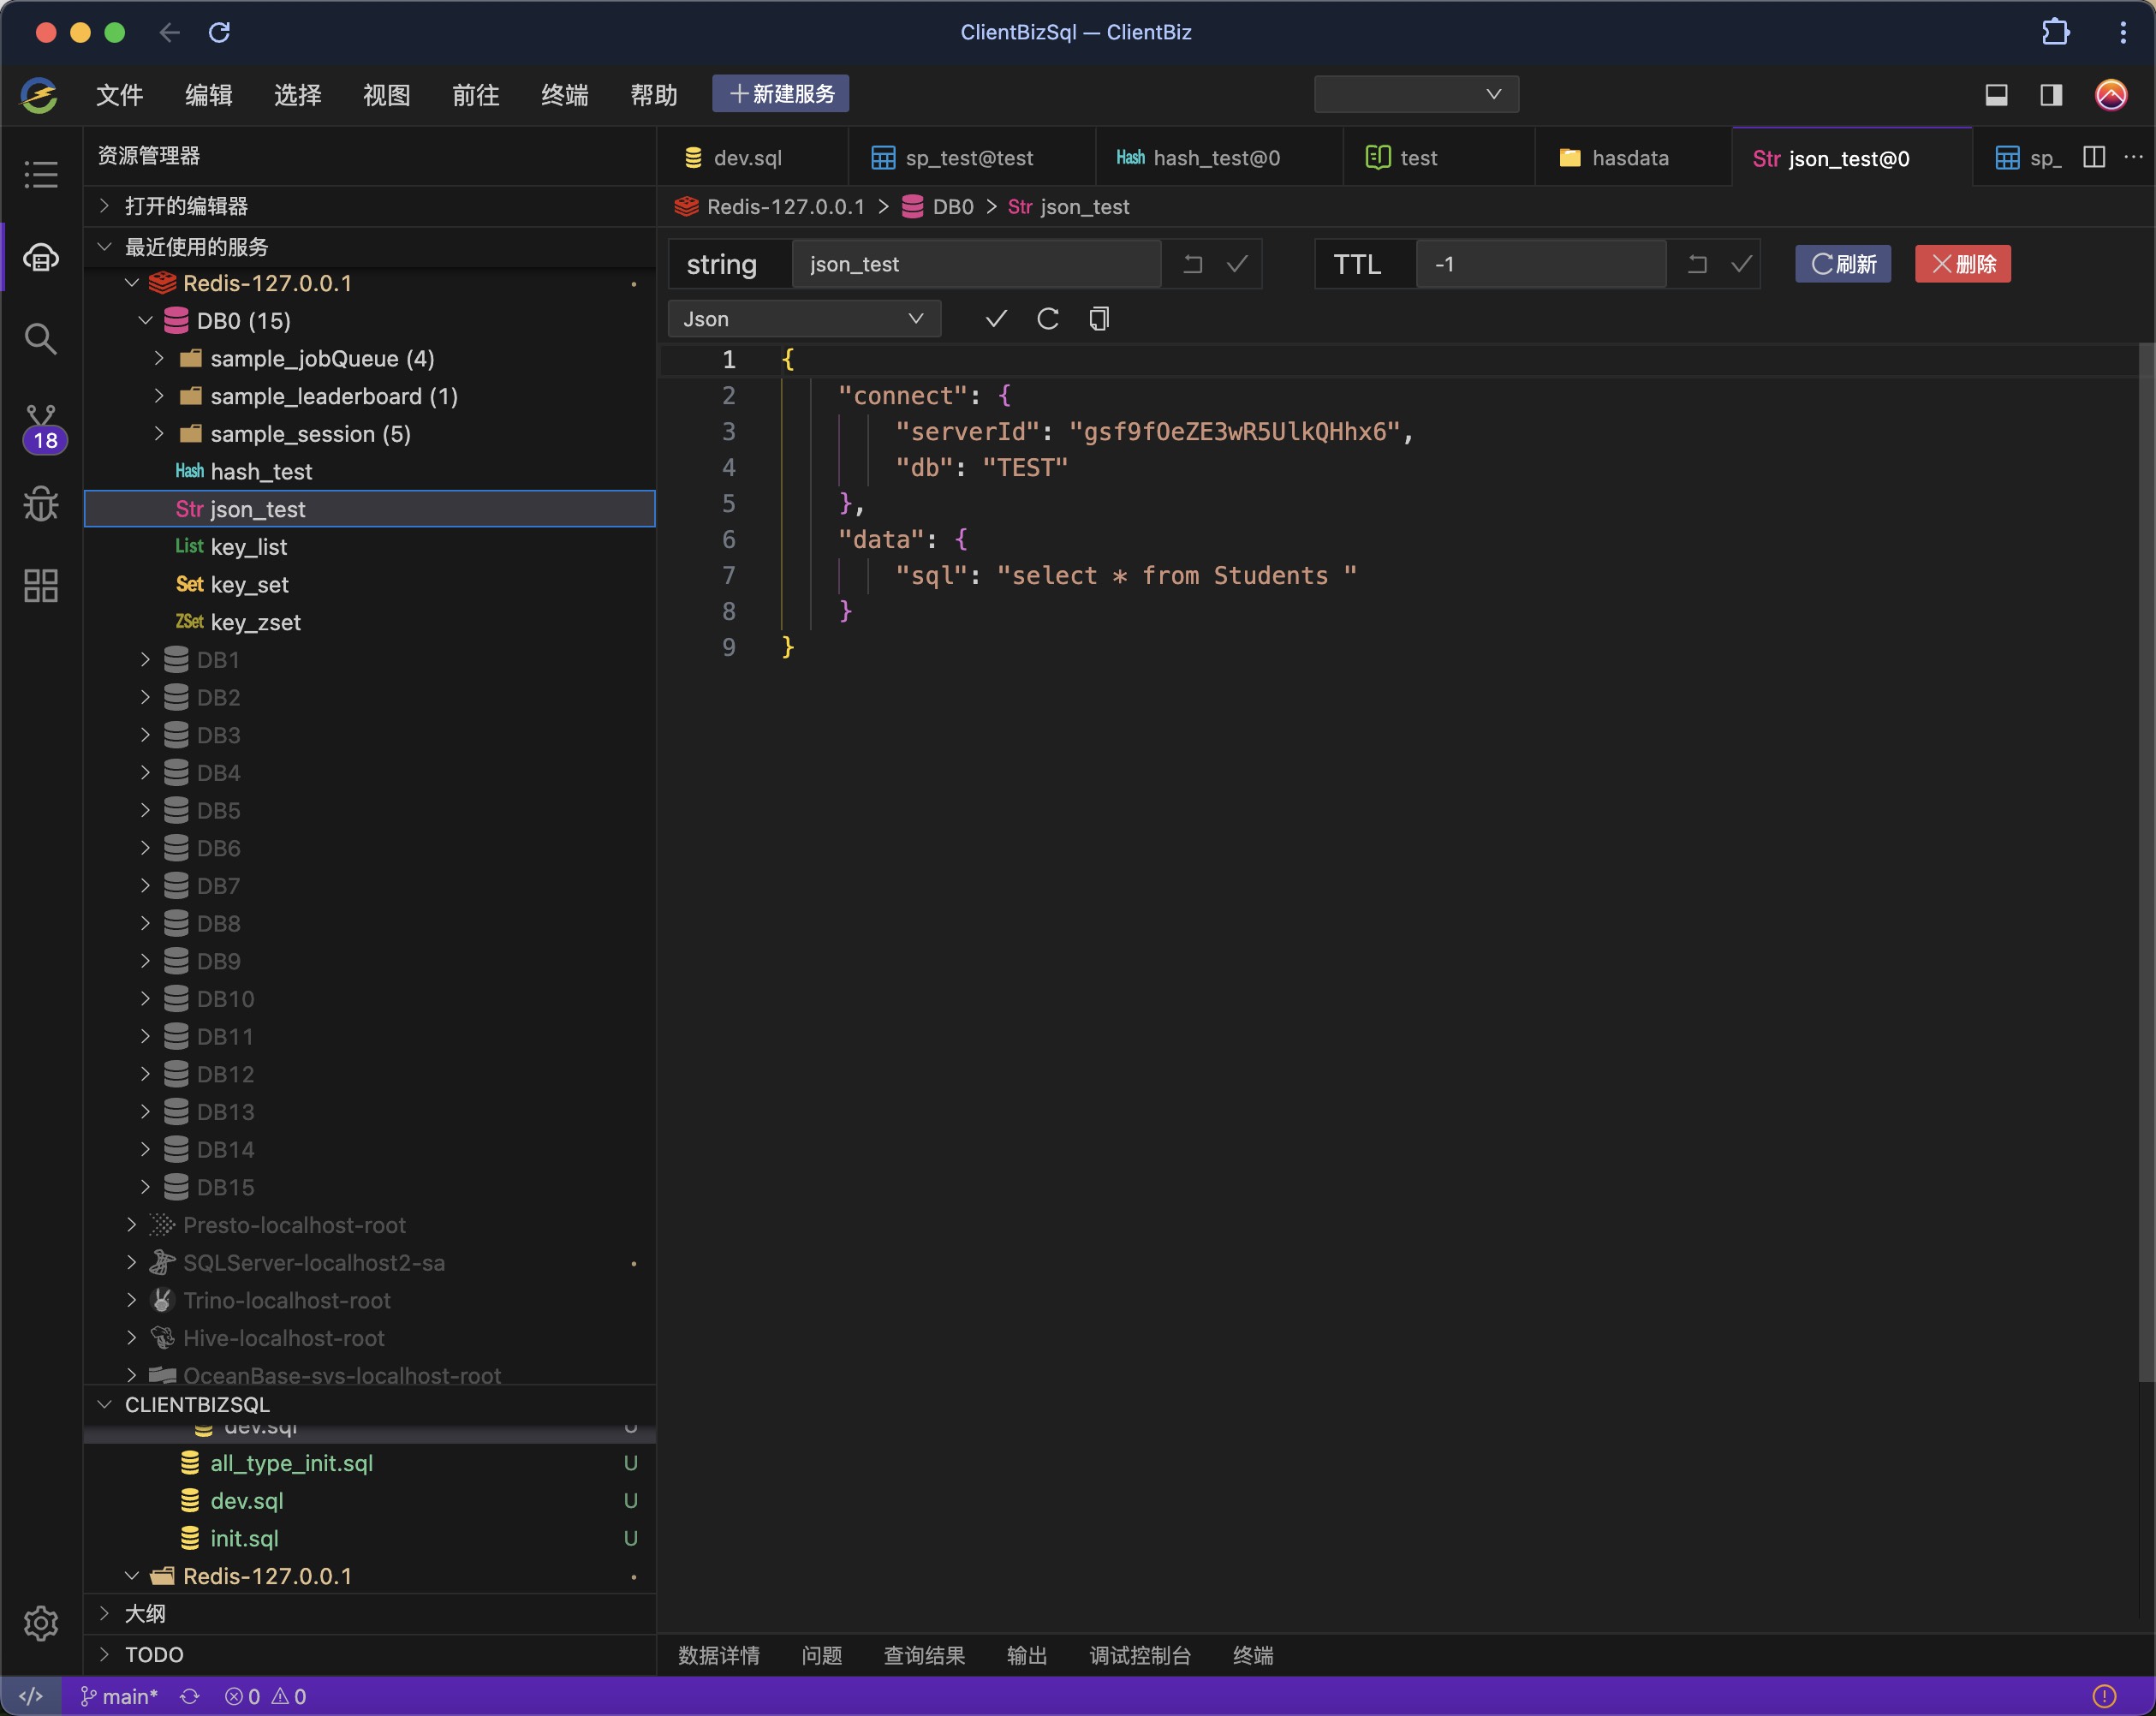 ClientBizSql — ClientBiz
文件 编辑 选择 视图 前往 终端 帮助 新建服务
资源管理器
打开的编辑器
最近使用的服务
Redis-127.0.0.1
DB0 (15)
sample_jobQueue (4)
sample_leaderboard (1)
sample_session (5)
Hash hash_test
Str json_test
List key_list
Set key_set
ZSet key_zset
DB1
DB2
DB3
DB4
DB5
DB6
DB7
DB8
DB9
DB10
DB11
DB12
DB13
DB14
DB15
Presto-localhost-root
SQLServer-localhost2-sa
Trino-localhost-root
Hive-localhost-root
OceanBase-svs-localhost-root
CLIENTBIZSQL
dev.sql U
all_type_init.sql U
dev.sql U
init.sql U
Redis-127.0.0.1
大纲
TODO
18
dev.sql sp_test@test Hash hash_test@0 test hasdata Str json_test@0 sp_
Redis-127.0.0.1 > DB0 > Str json_test
string json_test TTL -1 刷新 删除
Json
1 {
2 "connect": {
3 "serverId": "gsf9fOeZE3wR5UlkQHhx6",
4 "db": "TEST"
5 },
6 "data": {
7 "sql": "select * from Students "
8 }
9 }
数据详情 问题 查询结果 输出 调试控制台 终端
main* 0 0